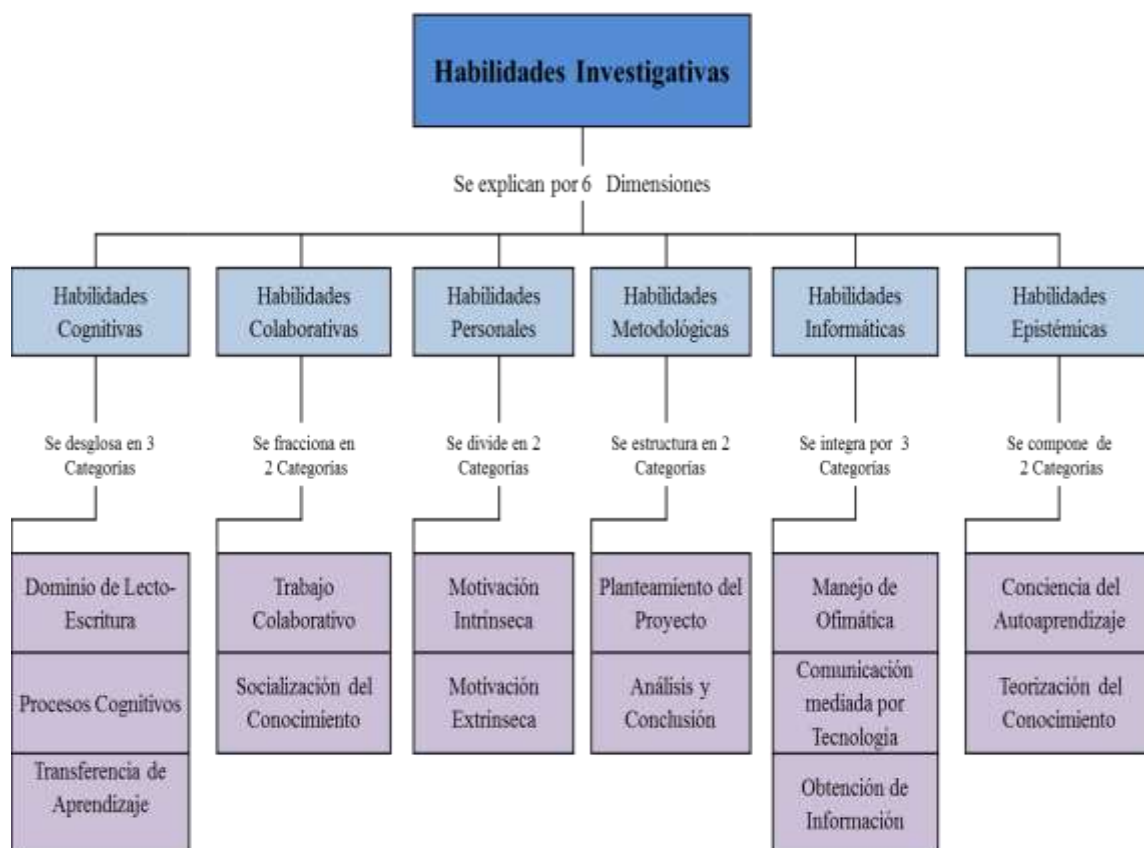 Habilidades Investigativas
Se explican por 6 Dimensiones
Habilidades
Cognitivas
Habilidades
Colaborativas
Habilidades
Personales
Habilidades
Metodológicas
Habilidades
Informáticas
Habilidades
Epistémicas
Se desglosa en 3
Categorías
Se fracciona en
2 Categorías
Se divide en 2
Categorías
Se estructura en 2
Categorías
Se integra por 3
Categorías
Se compone de
2 Categorías
Dominio de Lecto-
Escritura
Procesos Cognitivos
Transferencia de
Aprendizaje
Trabajo
Colaborativo
Socialización del
Conocimiento
Motivación
Intrínseca
Motivación
Extrínseca
Planteamiento del
Proyecto
Análisis y
Conclusión
Manejo de
Ofimática
Comunicación
mediada por
Tecnología
Obtención de
Información
Conciencia del
Autoaprendizaje
Teorización del
Conocimiento